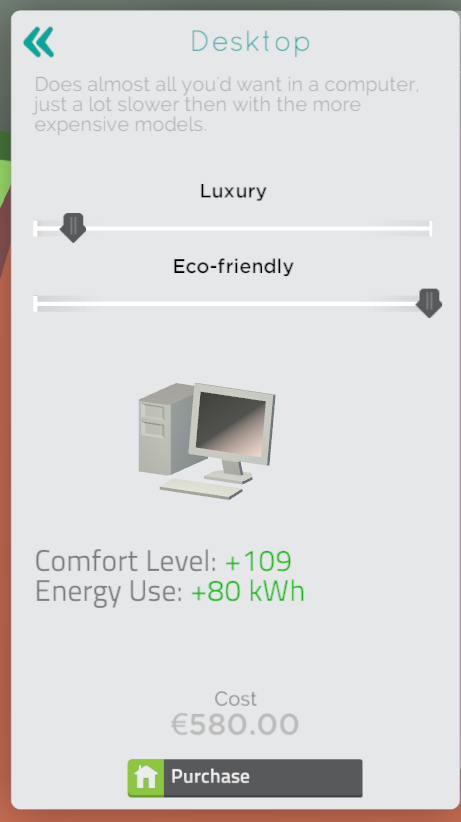 Desktop
Does almost all you'd want in a computer,
just a lot slower then with the more
expensive models.
Luxury
Eco-friendly
Comfort Level: +109
Energy Use: +80 kWh
Cost
€580.00
Purchase